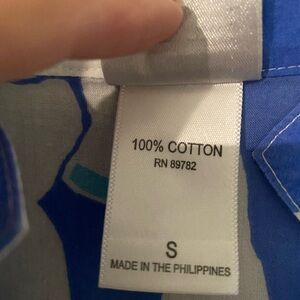 100% COTTON
RN 89782
S
MADE IN THE PHILIPPINES